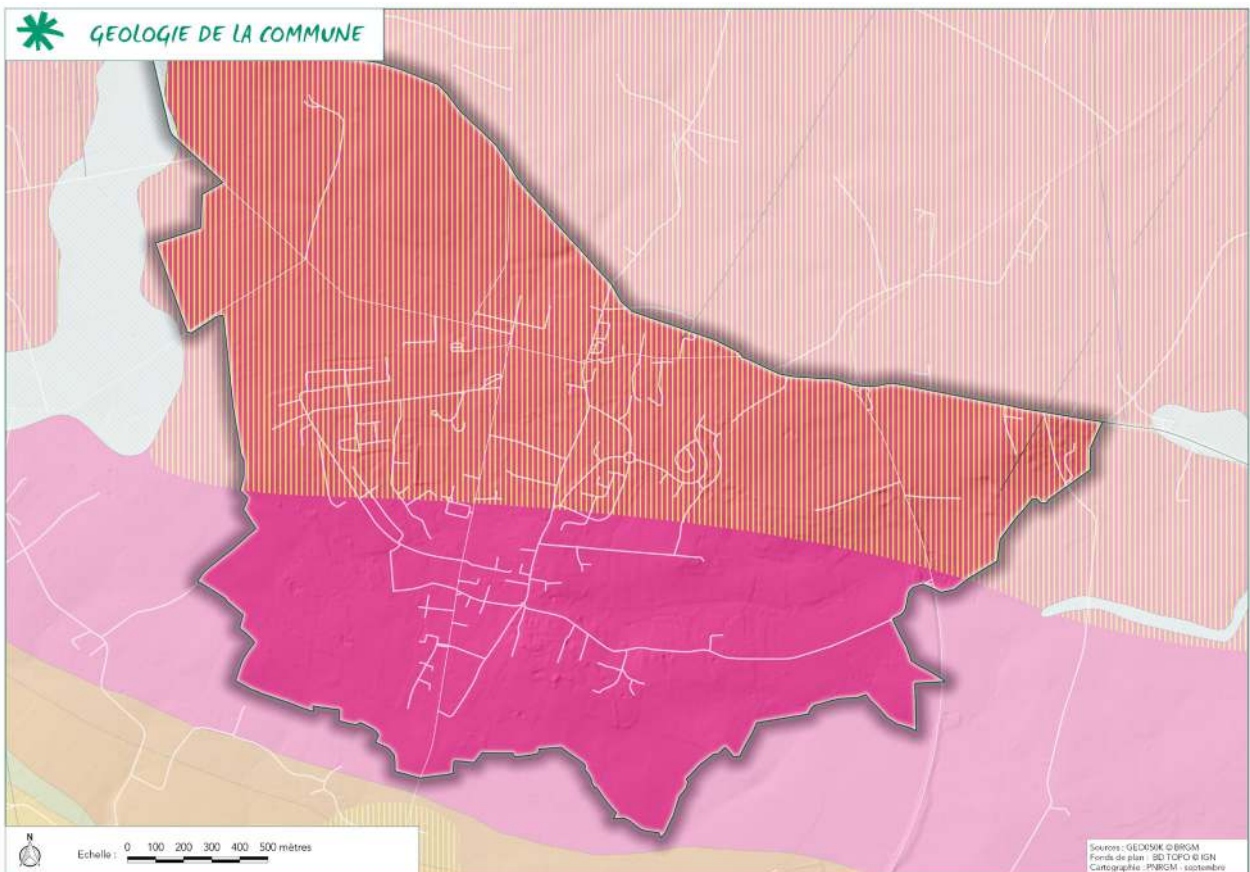 GEOLOGIE DE LA COMMUNE
N
Echelle : 0 100 200 300 400 500 mètres
Sources : GEO050K © BRGM
Fonds de plan : BD TOPO © IGN
Cartographie : PNRGM - septembre